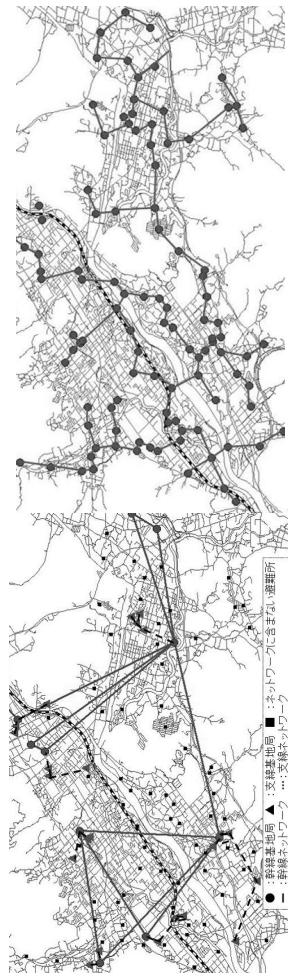 ●：幹線基地局 ▲：支線基地局 ■：ネットワークに含まない避難所
─：幹線ネットワーク ┅：支線ネットワーク